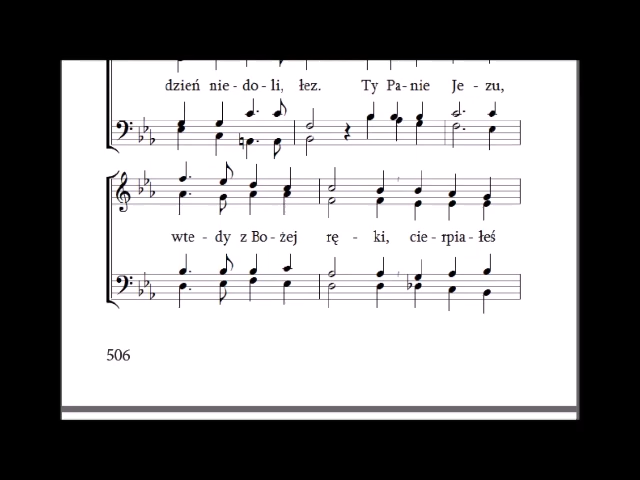 dzień nie - do - li, łez. Ty Pa - nie Je - zu,
wte - dy z Bo - żej rę - ki, cie - rpia - łeś
506